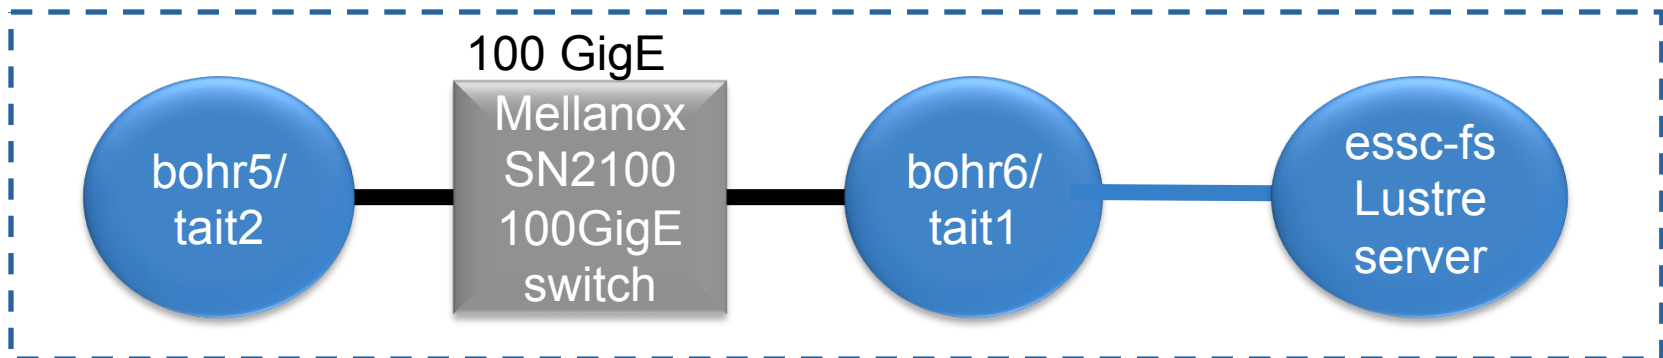 100 GigE
bohr5/
tait2
Mellanox
SN2100
100GigE
switch
bohr6/
tait1
essc-fs
Lustre
server